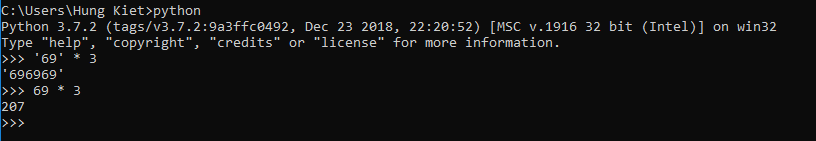 C:\Users\Hung Kiet>python
Python 3.7.2 (tags/v3.7.2:9a3ffc0492, Dec 23 2018, 22:20:52) [MSC v.1916 32 bit (Intel)] on win32
Type "help", "copyright", "credits" or "license" for more information.
>>> '69' * 3
'696969'
>>> 69 * 3
207
>>>